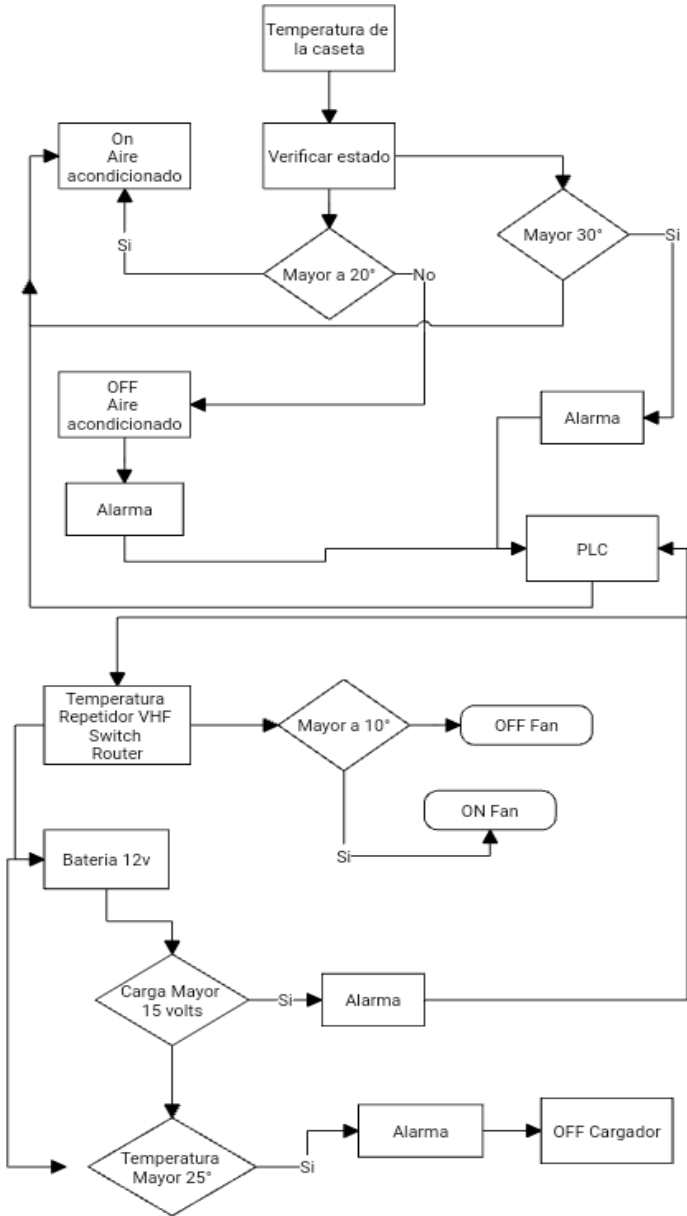 Temperatura de
la caseta
On
Aire
acondicionado
Verificar estado
Mayor 30°
Si
Si
Mayor a 20°
No
OFF
Aire
acondicionado
Alarma
Alarma
PLC
Temperatura
Repetidor VHF
Switch
Router
Mayor a 10°
OFF Fan
ON Fan
Si
Bateria 12v
Carga Mayor
15 volts
Si
Alarma
Temperatura
Mayor 25°
Si
Alarma
OFF Cargador